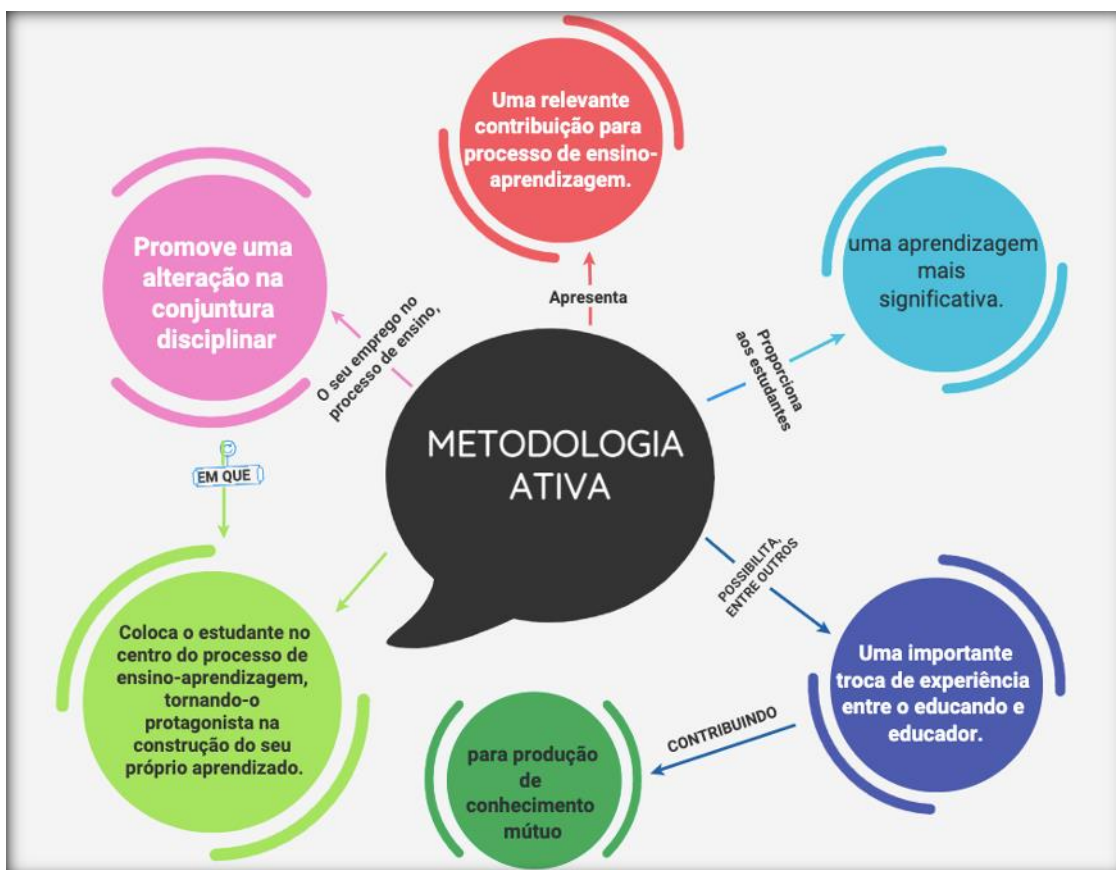 Uma relevante
contribuição para
processo de ensino-
aprendizagem.
Apresenta
Promove uma
alteração na
conjuntura
disciplinar
O seu emprego no
processo de ensino,
uma aprendizagem
mais
significativa.
Proporciona
aos estudantes
METODOLOGIA
ATIVA
EM QUE
Coloca o estudante no
centro do processo de
ensino-aprendizagem,
tornando-o
protagonista na
construção do seu
próprio aprendizado.
POSSIBILITA,
ENTRE OUTROS
Uma importante
troca de experiência
entre o educando e
educador.
CONTRIBUINDO
para produção
de
conhecimento
mútuo